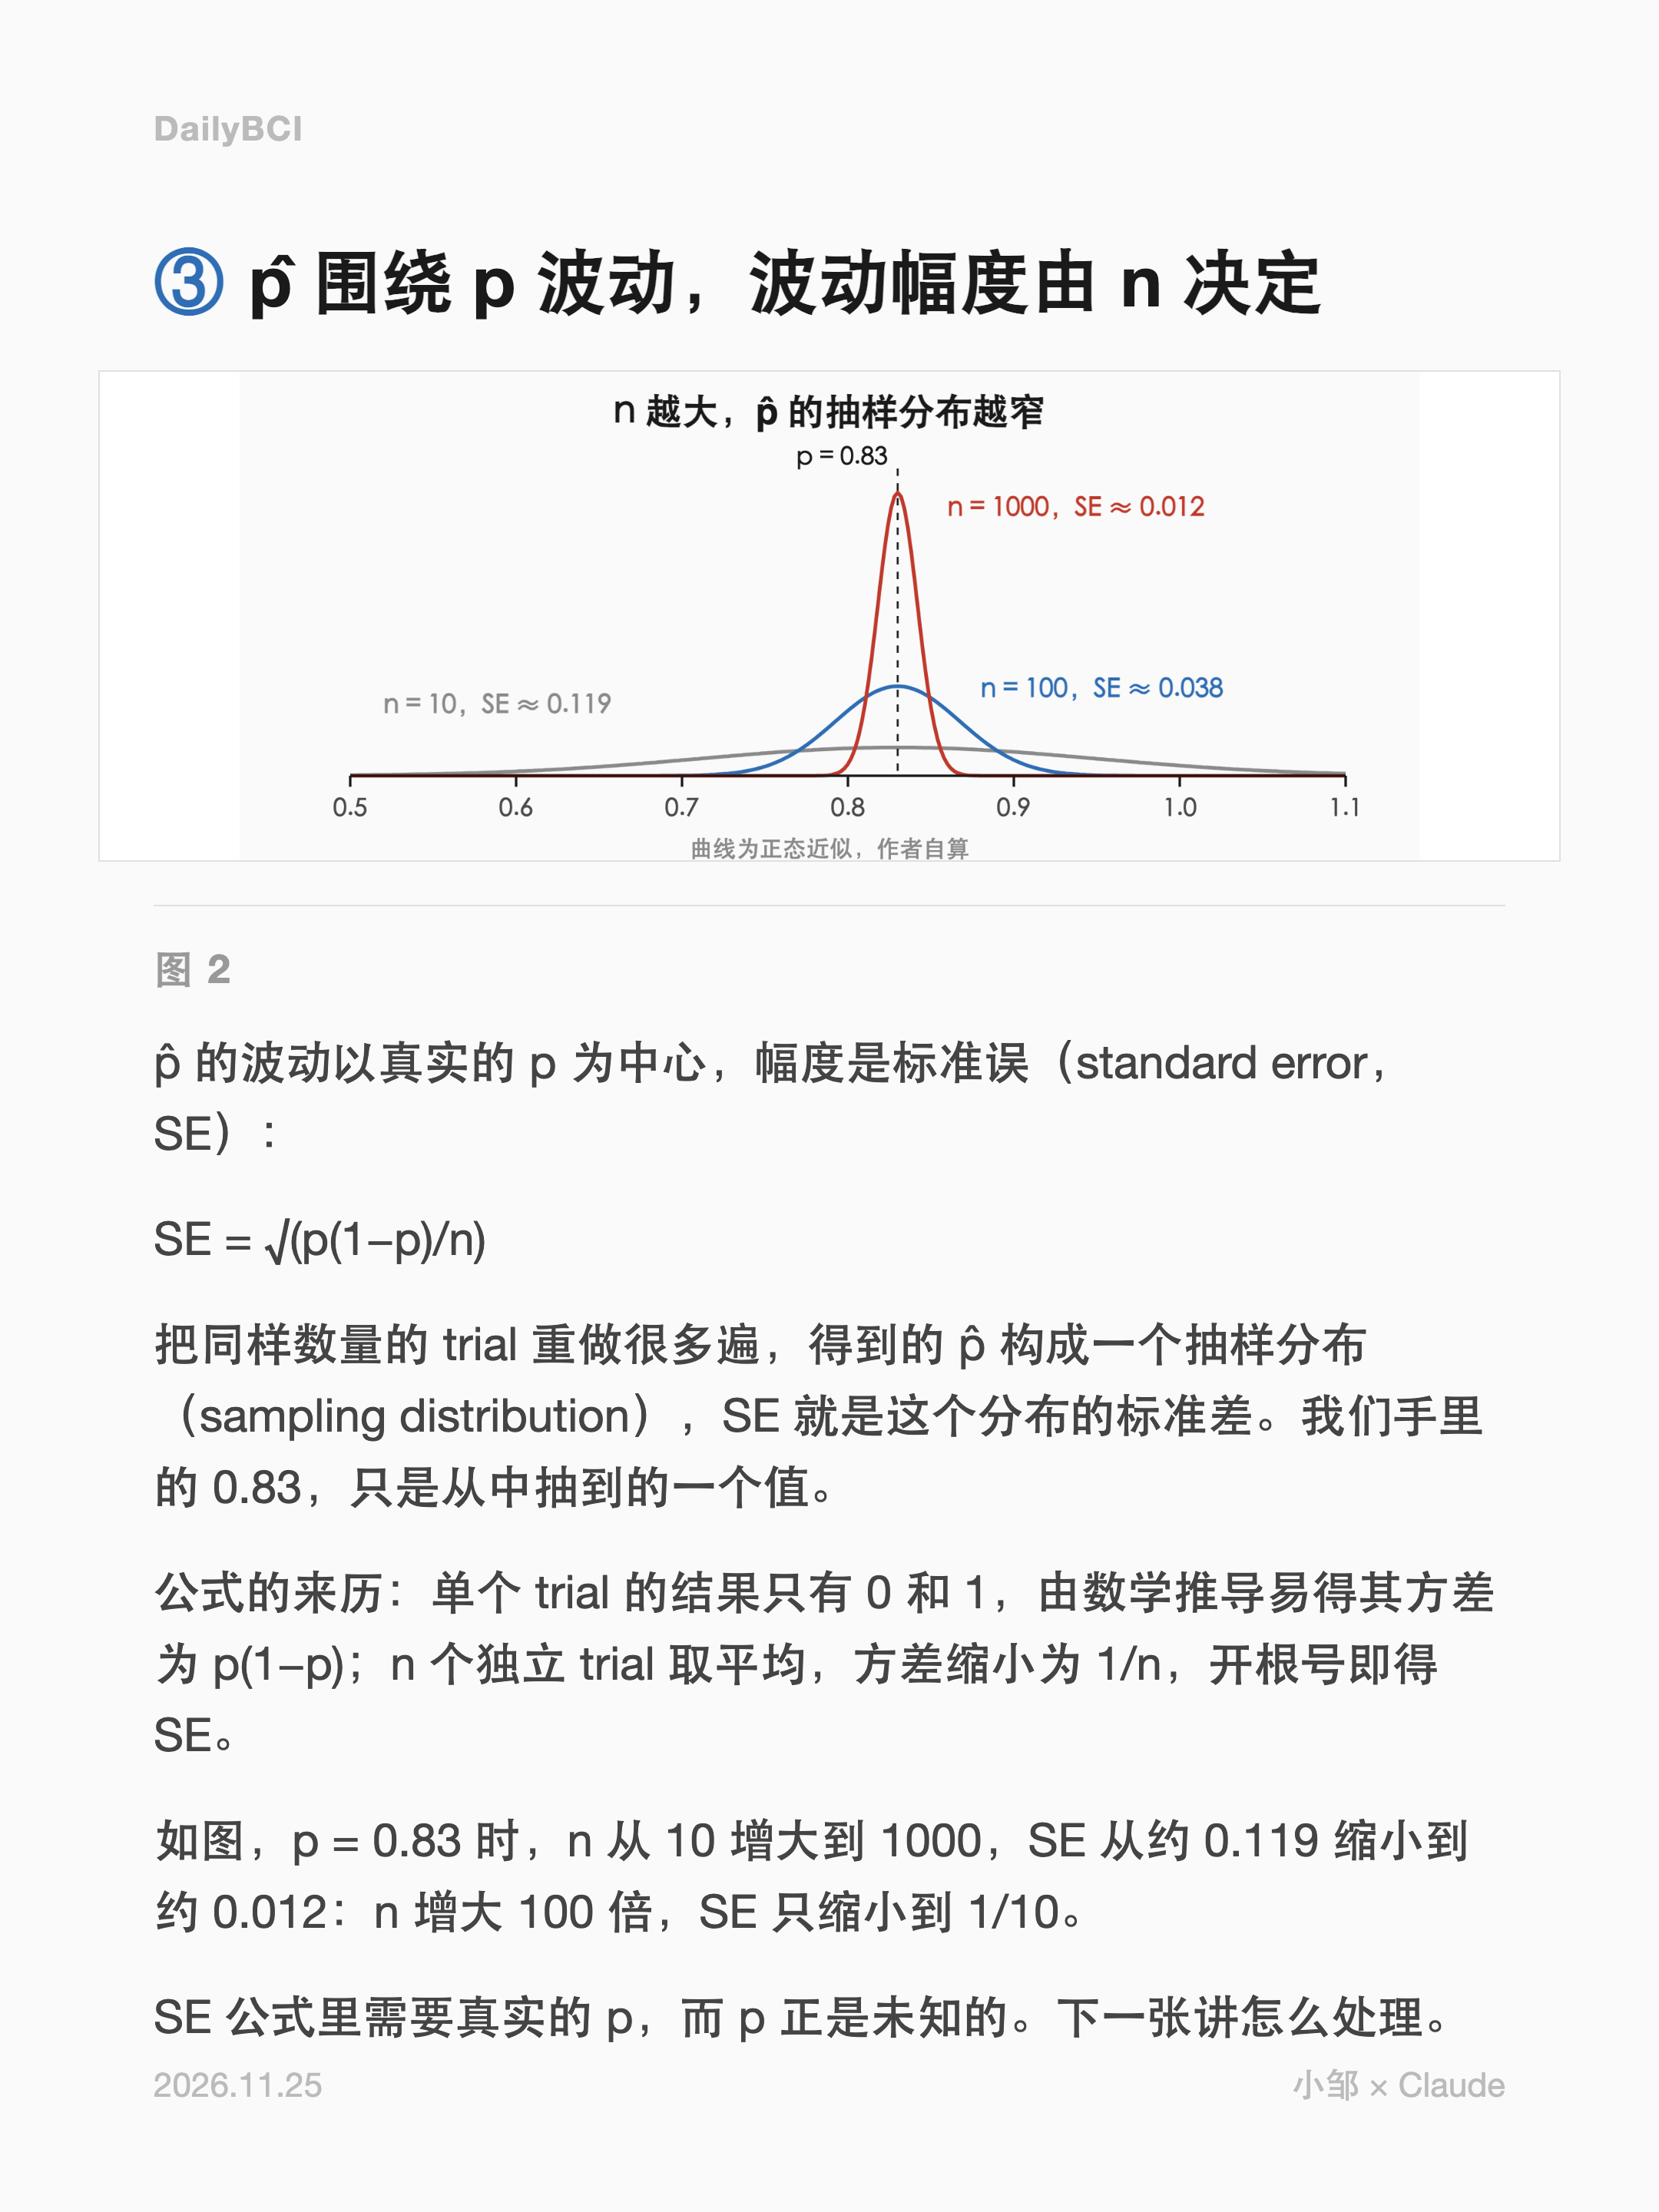 DailyBCI
③ p̂ 围绕 p 波动，波动幅度由 n 决定
n 越大，p̂ 的抽样分布越窄
p = 0.83
n = 1000，SE ≈ 0.012
n = 100，SE ≈ 0.038
n = 10，SE ≈ 0.119
0.5 0.6 0.7 0.8 0.9 1.0 1.1
曲线为正态近似，作者自算
图 2
p̂ 的波动以真实的 p 为中心，幅度是标准误（standard error，
SE）：
SE = √(p(1−p)/n)
把同样数量的 trial 重做很多遍，得到的 p̂ 构成一个抽样分布
（sampling distribution），SE 就是这个分布的标准差。我们手里
的 0.83，只是从中抽到的一个值。
公式的来历：单个 trial 的结果只有 0 和 1，由数学推导易得其方差
为 p(1−p)；n 个独立 trial 取平均，方差缩小为 1/n，开根号即得
SE。
如图，p = 0.83 时，n 从 10 增大到 1000，SE 从约 0.119 缩小到
约 0.012：n 增大 100 倍，SE 只缩小到 1/10。
SE 公式里需要真实的 p，而 p 正是未知的。下一张讲怎么处理。
2026.11.25
小邹 × Claude